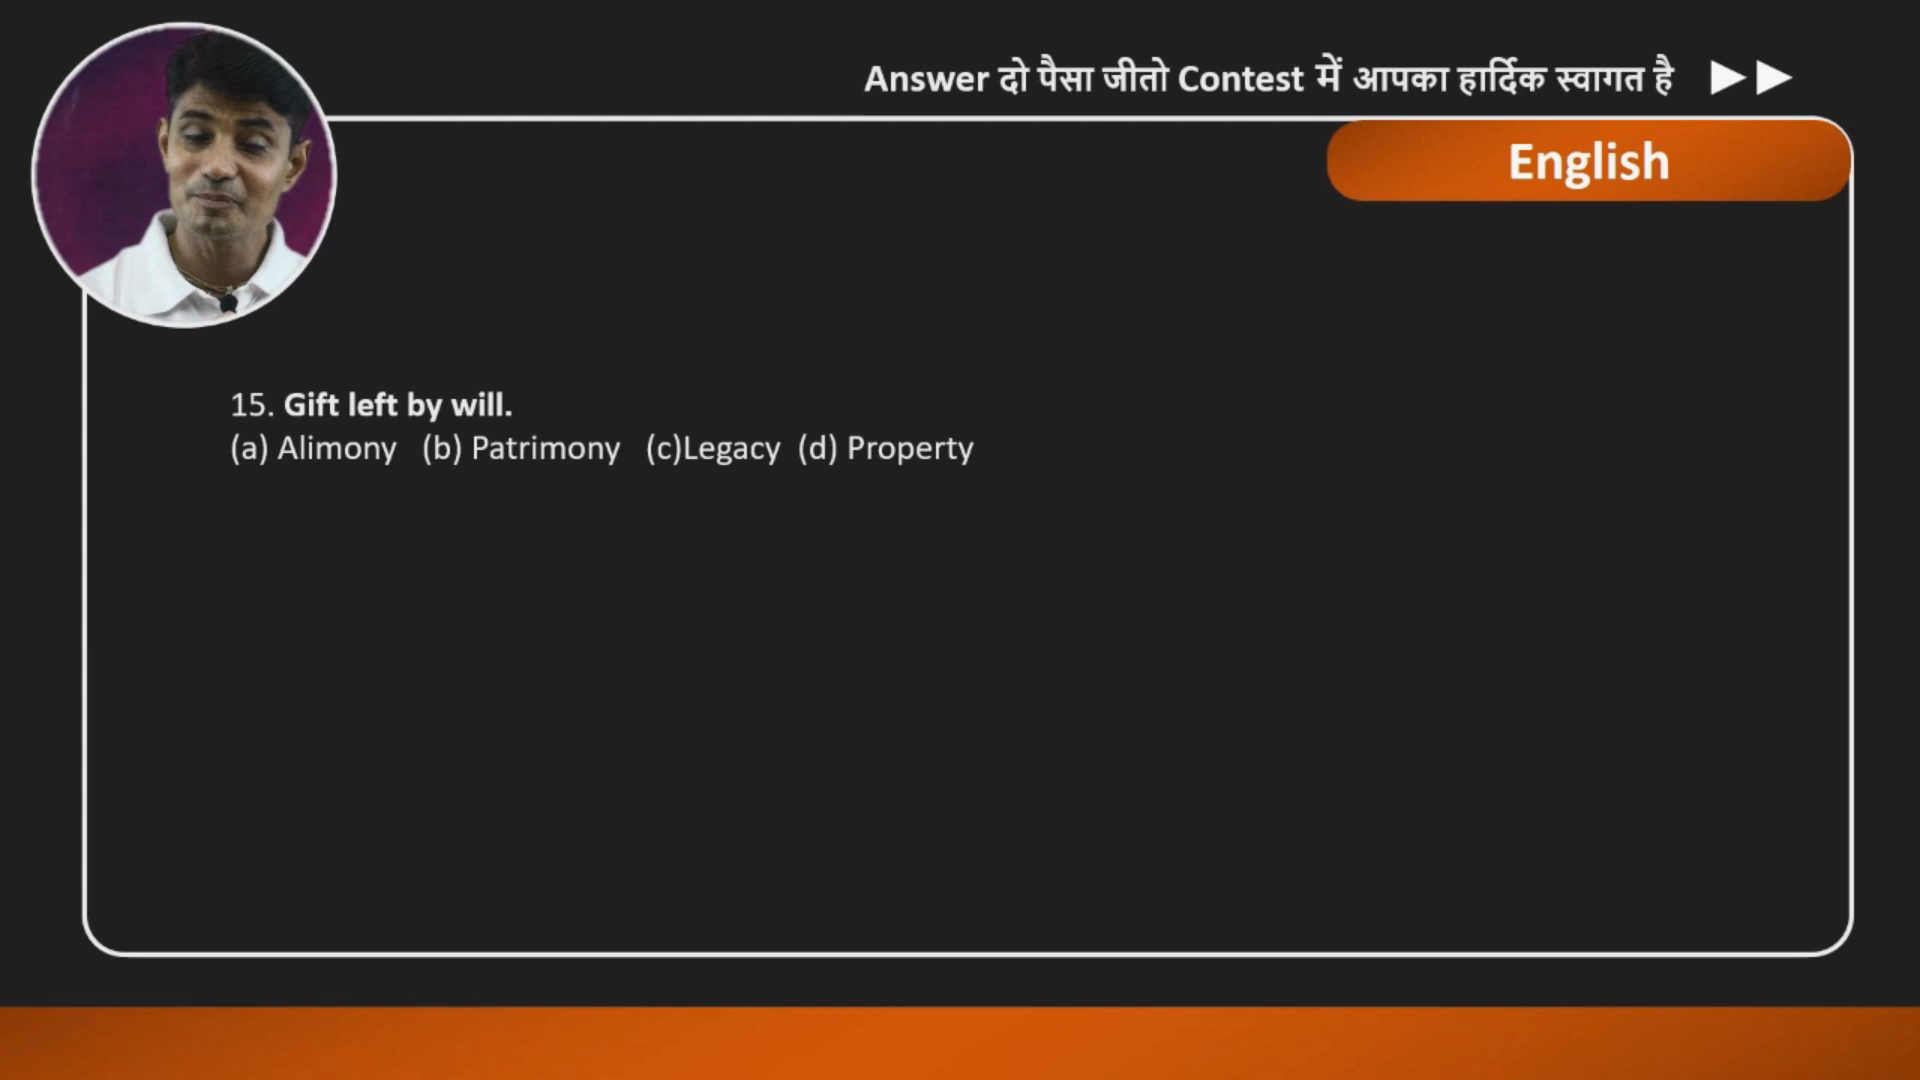 Answer दो पैसा जीतो Contest में आपका हार्दिक स्वागत है
English
15. Gift left by will.
(a) Alimony (b) Patrimony (c)Legacy (d) Property